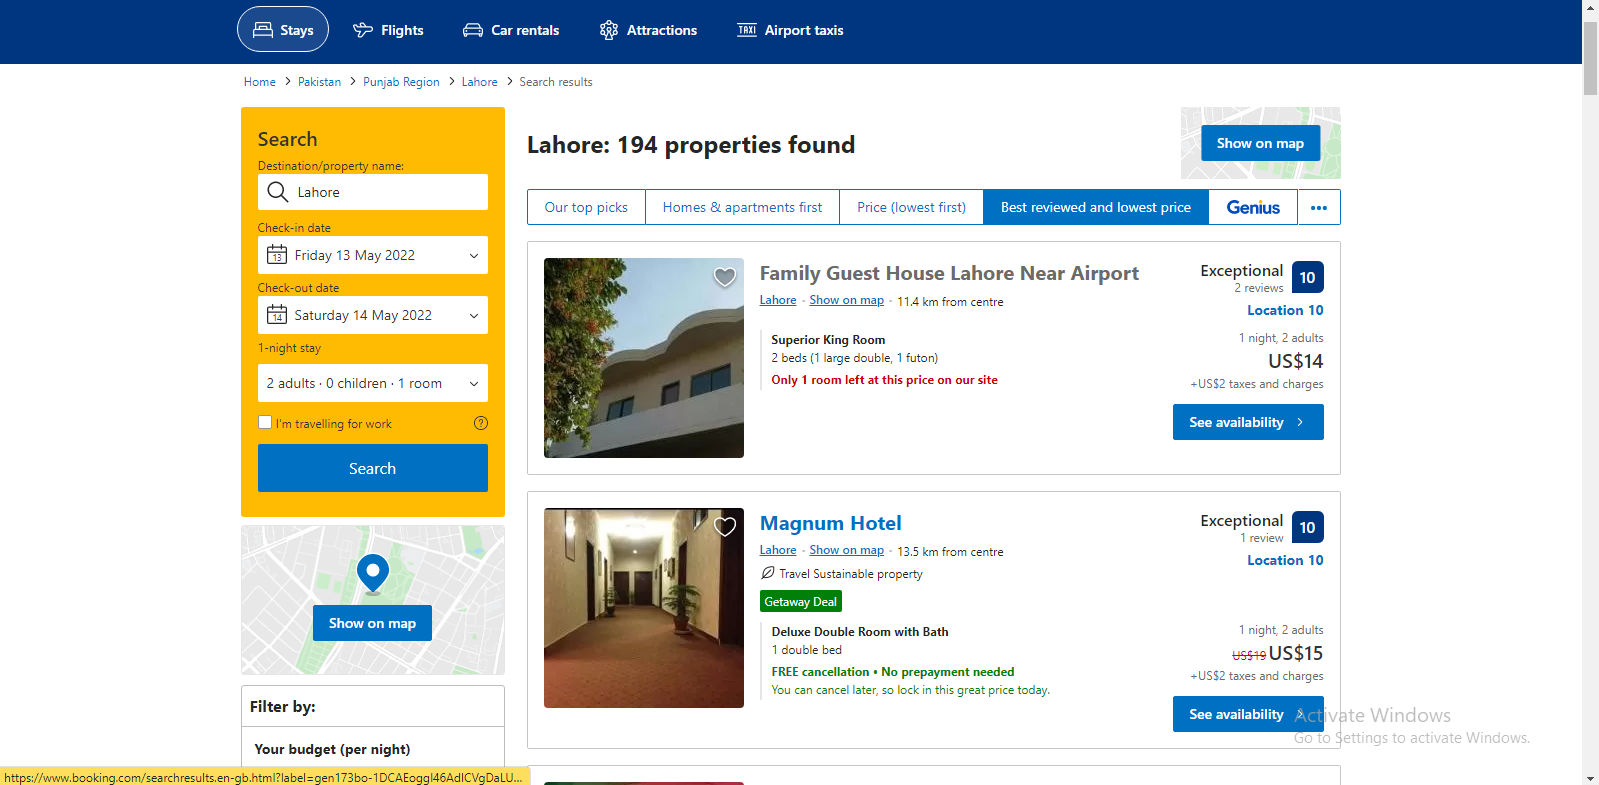 Stays
Flights
Car rentals
Attractions
TAXI Airport taxis
Home > Pakistan > Punjab Region > Lahore > Search results
Search
Destination/property name:
Lahore
Check-in date
13 Friday 13 May 2022
Check-out date
14 Saturday 14 May 2022
1-night stay
2 adults · 0 children · 1 room
I'm travelling for work
Search
Show on map
Filter by:
Your budget (per night)
Lahore: 194 properties found
Show on map
Our top picks
Homes & apartments first
Price (lowest first)
Best reviewed and lowest price
Genius
Family Guest House Lahore Near Airport
Lahore · Show on map · 11.4 km from centre
Superior King Room
2 beds (1 large double, 1 futon)
Only 1 room left at this price on our site
Exceptional 10
2 reviews
Location 10
1 night, 2 adults
US$14
+US$2 taxes and charges
See availability
Magnum Hotel
Lahore · Show on map · 13.5 km from centre
Travel Sustainable property
Getaway Deal
Deluxe Double Room with Bath
1 double bed
FREE cancellation • No prepayment needed
You can cancel later, so lock in this great price today.
Exceptional 10
1 review
Location 10
1 night, 2 adults
US$19 US$15
+US$2 taxes and charges
See availability
Activate Windows
Go to Settings to activate Windows.
https://www.booking.com/searchresults.en-gb.html?label=gen173bo-1DCAEoggI46AdICVgDaLU...